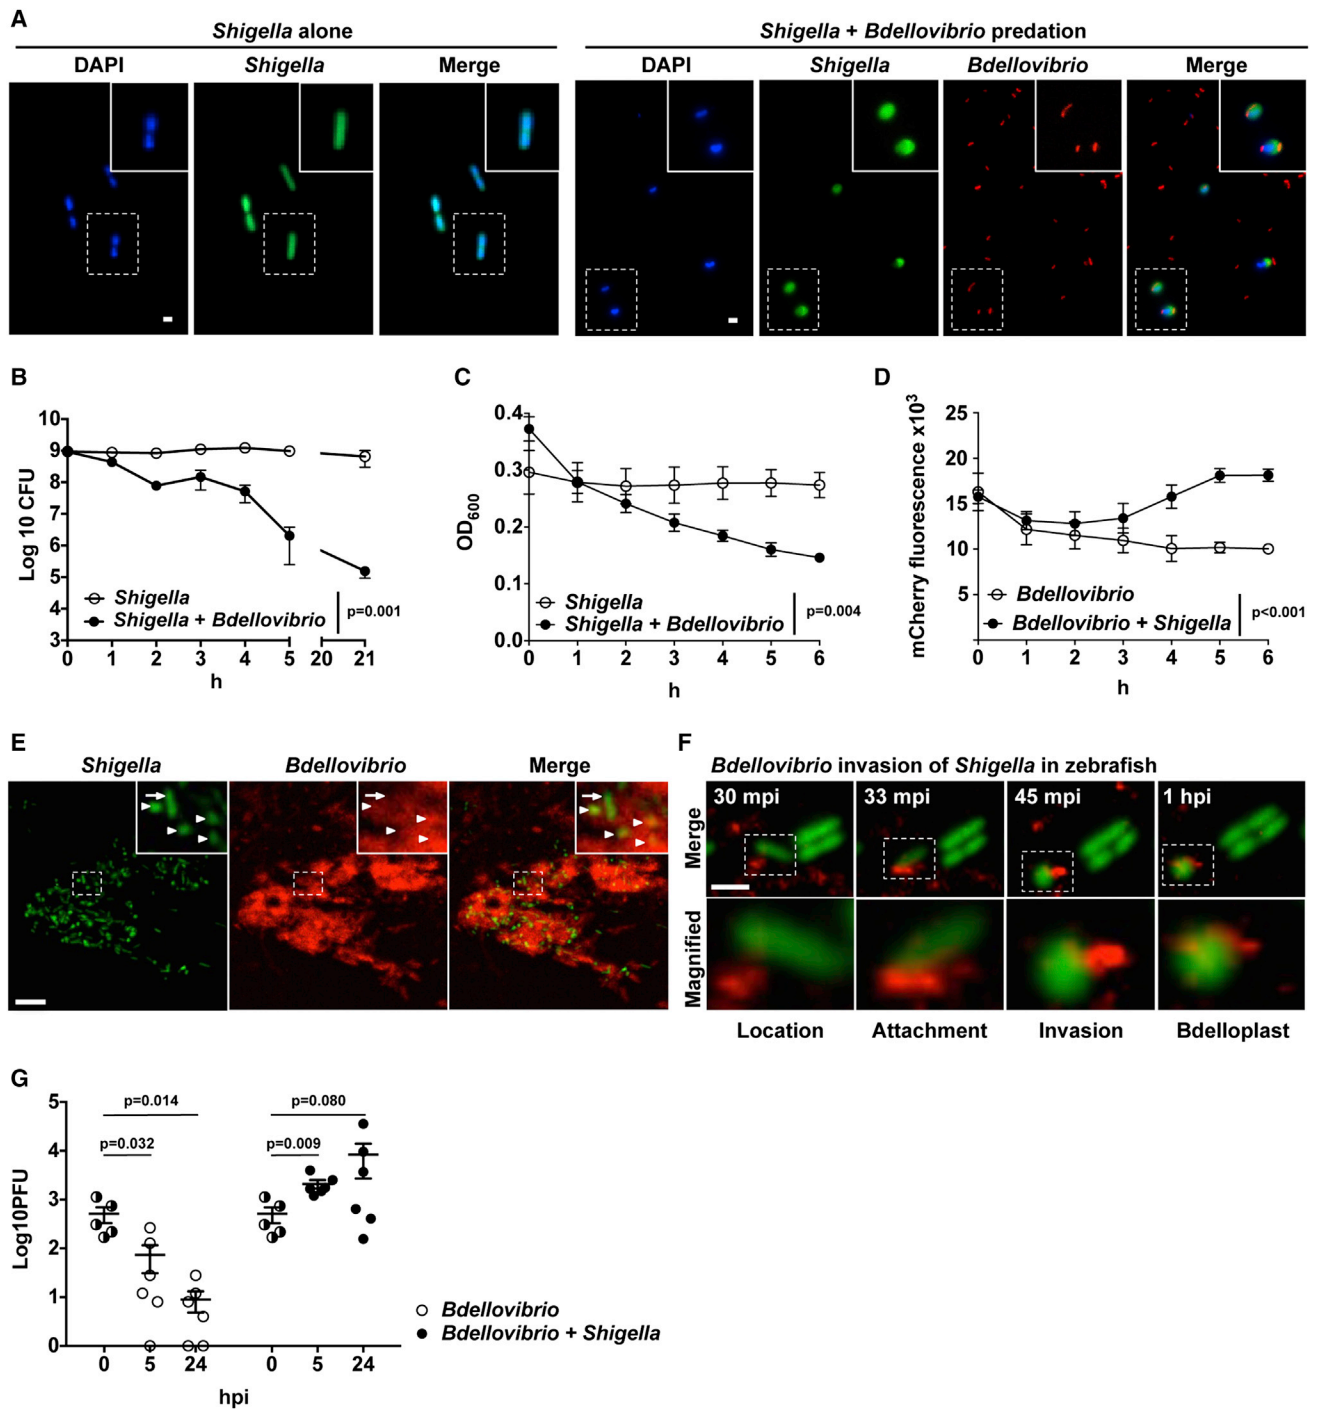 A
Shigella alone
Shigella + Bdellovibrio predation
DAPI Shigella Merge DAPI Shigella Bdellovibrio Merge
B
10
9
8
7
6
5
4
3
Log 10 CFU
Shigella
Shigella + Bdellovibrio
p=0.001
0 1 2 3 4 5 20 21
h
C
0.4
0.3
0.2
0.1
0.0
OD600
Shigella
Shigella + Bdellovibrio
p=0.004
0 1 2 3 4 5 6
h
D
25
20
15
10
5
mCherry fluorescence x10³
Bdellovibrio
Bdellovibrio + Shigella
p<0.001
0 1 2 3 4 5 6
h
E
Shigella Bdellovibrio Merge
F
Bdellovibrio invasion of Shigella in zebrafish
30 mpi 33 mpi 45 mpi 1 hpi
Merge
Magnified
Location Attachment Invasion Bdelloplast
G
5
4
3
2
1
0
Log10PFU
p=0.014
p=0.032
p=0.080
p=0.009
0 5 24 0 5 24
hpi
Bdellovibrio
Bdellovibrio + Shigella